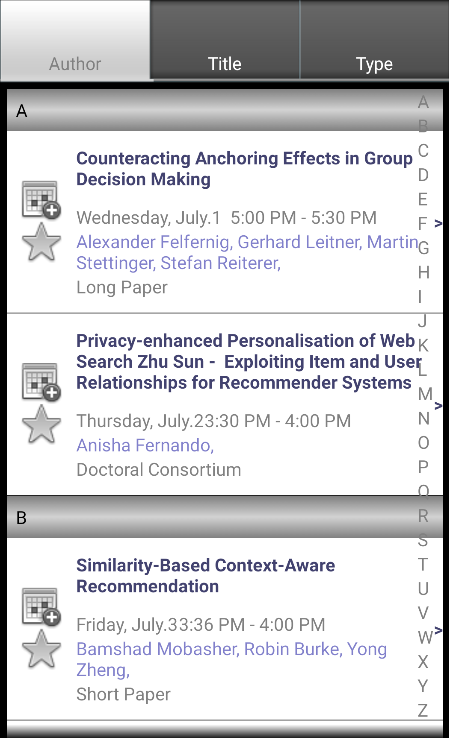 Author Title Type
A
Counteracting Anchoring Effects in Group
Decision Making
Wednesday, July.1  5:00 PM - 5:30 PM
Alexander Felfernig, Gerhard Leitner, Martin
Stettinger, Stefan Reiterer,
Long Paper
>
Privacy-enhanced Personalisation of Web
Search Zhu Sun -  Exploiting Item and User
Relationships for Recommender Systems
Thursday, July.23:30 PM - 4:00 PM
Anisha Fernando,
Doctoral Consortium
>
B
Similarity-Based Context-Aware
Recommendation
Friday, July.33:36 PM - 4:00 PM
Bamshad Mobasher, Robin Burke, Yong
Zheng,
Short Paper
>
A
B
C
D
E
F
G
H
I
J
K
L
M
N
O
P
Q
R
S
T
U
V
W
X
Y
Z